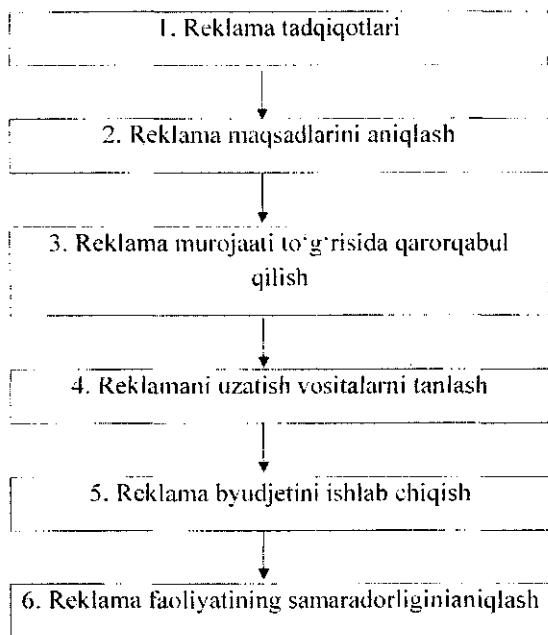 1. Reklama tadqiqotlari
2. Reklama maqsadlarini aniqlash
3. Reklama murojaati to‘g‘risida qarorqabul
qilish
4. Reklamani uzatish vositalarni tanlash
5. Reklama byudjetini ishlab chiqish
6. Reklama faoliyatining samaradorliginianiqlash